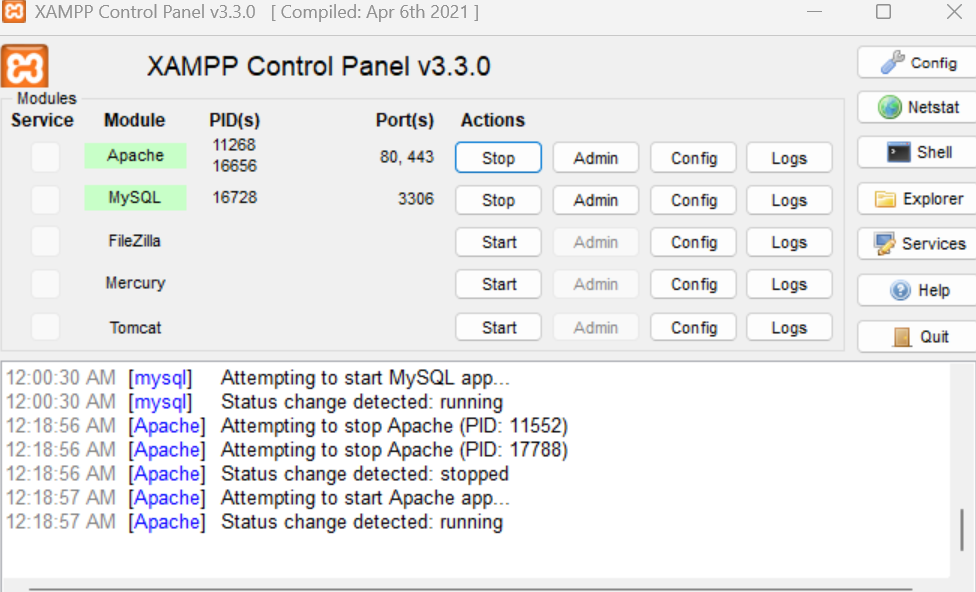 XAMPP Control Panel v3.3.0 [ Compiled: Apr 6th 2021 ]
XAMPP Control Panel v3.3.0
Config
Netstat
Shell
Explorer
Services
Help
Quit
Modules
Service Module PID(s) Port(s) Actions
Apache 11268 16656 80, 443 Stop Admin Config Logs
MySQL 16728 3306 Stop Admin Config Logs
FileZilla Start Admin Config Logs
Mercury Start Admin Config Logs
Tomcat Start Admin Config Logs
12:00:30 AM [mysql] Attempting to start MySQL app...
12:00:30 AM [mysql] Status change detected: running
12:18:56 AM [Apache] Attempting to stop Apache (PID: 11552)
12:18:56 AM [Apache] Attempting to stop Apache (PID: 17788)
12:18:56 AM [Apache] Status change detected: stopped
12:18:57 AM [Apache] Attempting to start Apache app...
12:18:57 AM [Apache] Status change detected: running